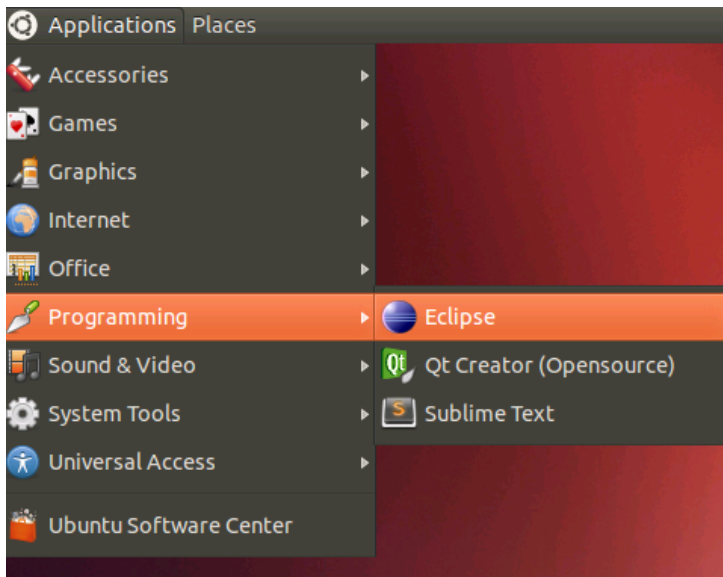 Applications Places
Accessories
Games
Graphics
Internet
Office
Programming
Eclipse
Sound & Video
Qt Qt Creator (Opensource)
System Tools
S Sublime Text
Universal Access
Ubuntu Software Center